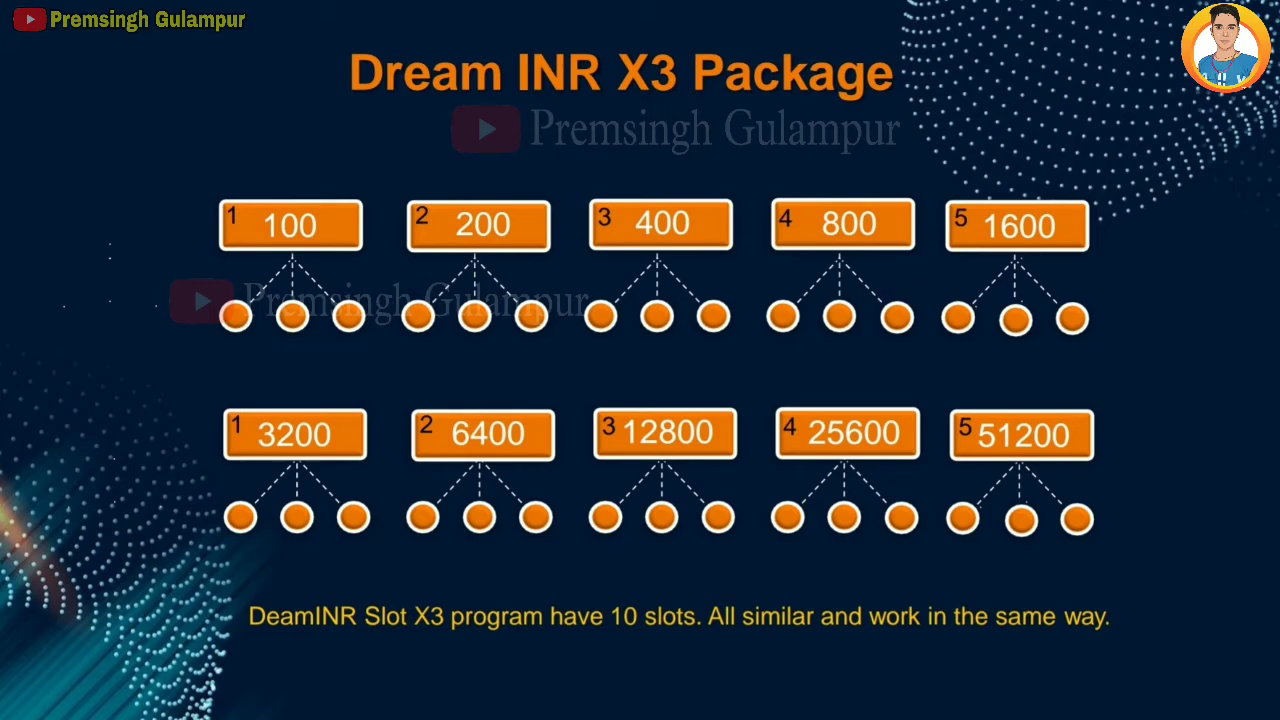 Premsingh Gulampur
Dream INR X3 Package
Premsingh Gulampur
1 100
2 200
3 400
4 800
5 1600
Premsingh Gulampur
1 3200
2 6400
3 12800
4 25600
5 51200
DeamINR Slot X3 program have 10 slots. All similar and work in the same way.